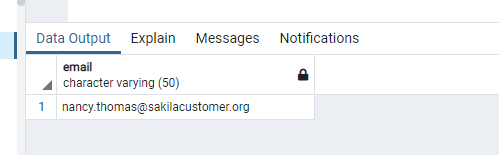 Data Output Explain Messages Notifications
email
character varying (50)
1 nancy.thomas@sakilacustomer.org